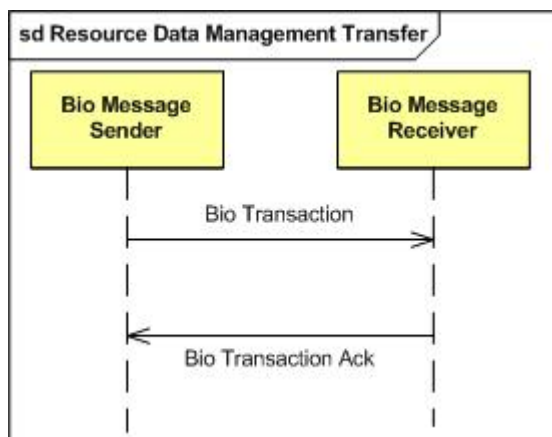 sd Resource Data Management Transfer
Bio Message
Sender
Bio Message
Receiver
Bio Transaction
Bio Transaction Ack